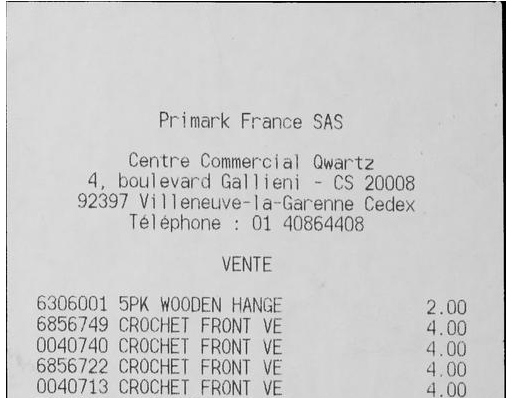 Primark France SAS
Centre Commercial Qwartz
4, boulevard Gallieni - CS 20008
92397 Villeneuve-la-Garenne Cedex
Téléphone : 01 40864408
VENTE
6306001 5PK WOODEN HANGE 2.00
6856749 CROCHET FRONT VE 4.00
0040740 CROCHET FRONT VE 4.00
6856722 CROCHET FRONT VE 4.00
0040713 CROCHET FRONT VE 4.00